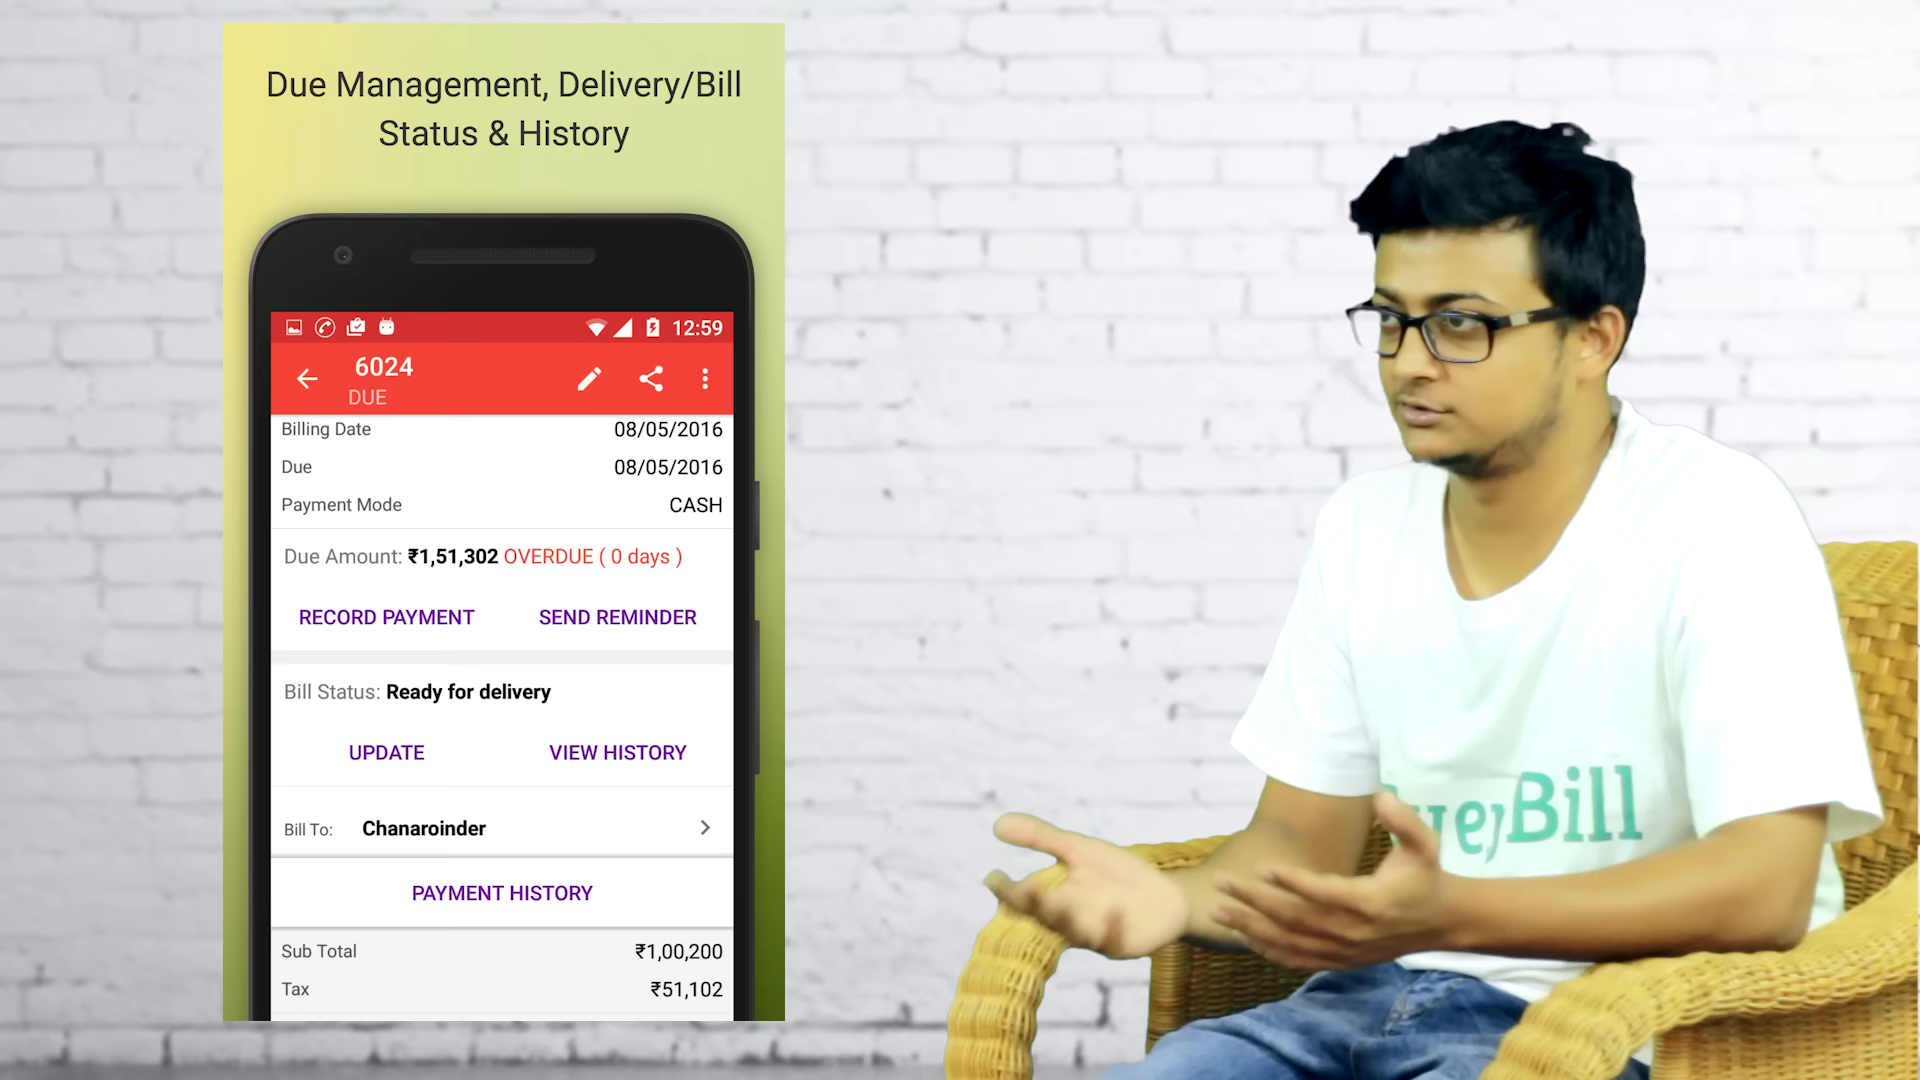 Due Management, Delivery/Bill
Status & History
12:59
6024
DUE
Billing Date 08/05/2016
Due 08/05/2016
Payment Mode CASH
Due Amount: ₹1,51,302 OVERDUE ( 0 days )
RECORD PAYMENT SEND REMINDER
Bill Status: Ready for delivery
UPDATE VIEW HISTORY
Bill To: Chanaroinder
PAYMENT HISTORY
Sub Total ₹1,00,200
Tax ₹51,102